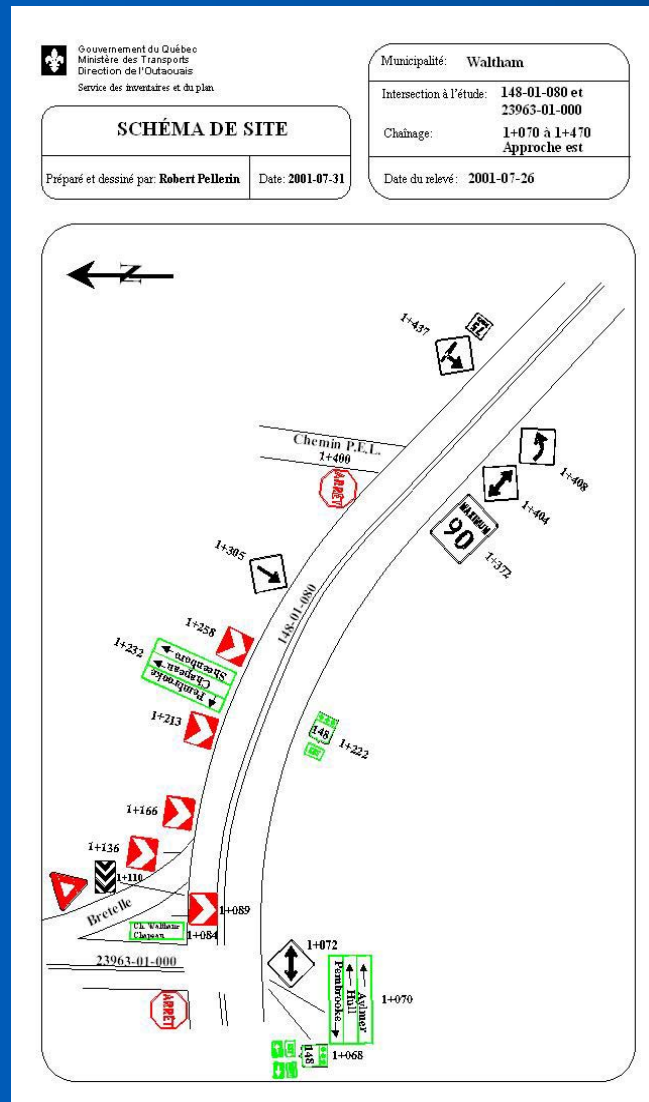 Gouvernement du Québec
Ministère des Transports
Direction de l'Outaouais
Service des inventaires et du plan
SCHÉMA DE SITE
Préparé et dessiné par: Robert Pellerin
Date: 2001-07-31
Municipalité: Waltham
Intersection à l'étude: 148-01-080 et
23963-01-000
Chaînage: 1+070 à 1+470
Approche est
Date du relevé: 2001-07-26
N
1+437
75
Chemin P.E.L.
1+400
ARRÊT
1+408
1+404
MAXIMUM
90
1+372
1+305
148-01-080
1+258
1+232
Sheenboro
Chapeau
Pembrooke
1+213
148
1+222
1+166
1+136
1+110
Bretelle
1+089
Ch. Waltham
Chapeau
1+084
23963-01-000
1+072
ARRÊT
Aylmer
Hull
Pembrooke
1+070
148
1+068